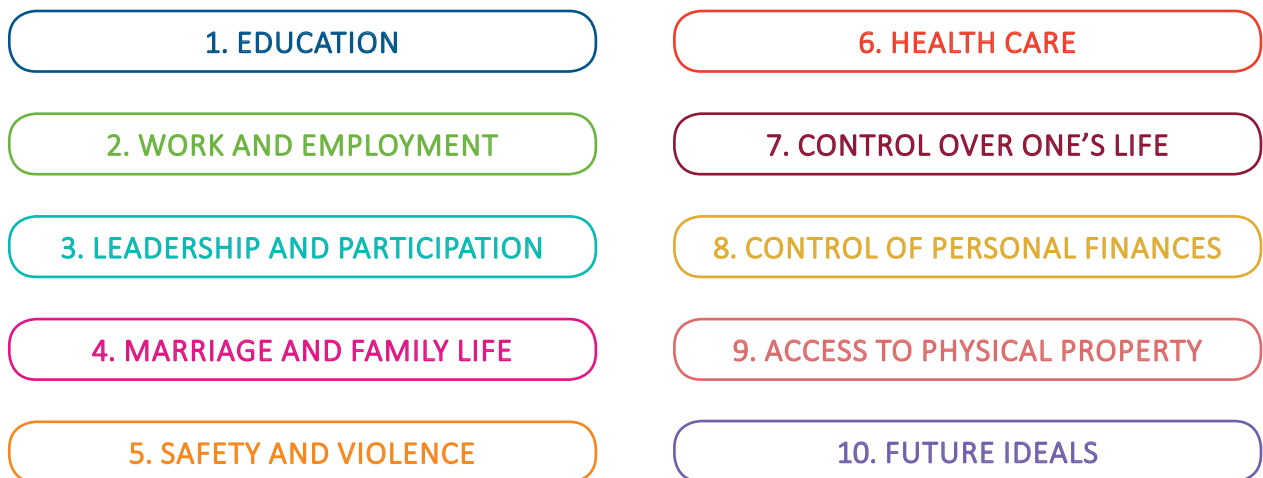 1. EDUCATION
2. WORK AND EMPLOYMENT
3. LEADERSHIP AND PARTICIPATION
4. MARRIAGE AND FAMILY LIFE
5. SAFETY AND VIOLENCE
6. HEALTH CARE
7. CONTROL OVER ONE’S LIFE
8. CONTROL OF PERSONAL FINANCES
9. ACCESS TO PHYSICAL PROPERTY
10. FUTURE IDEALS